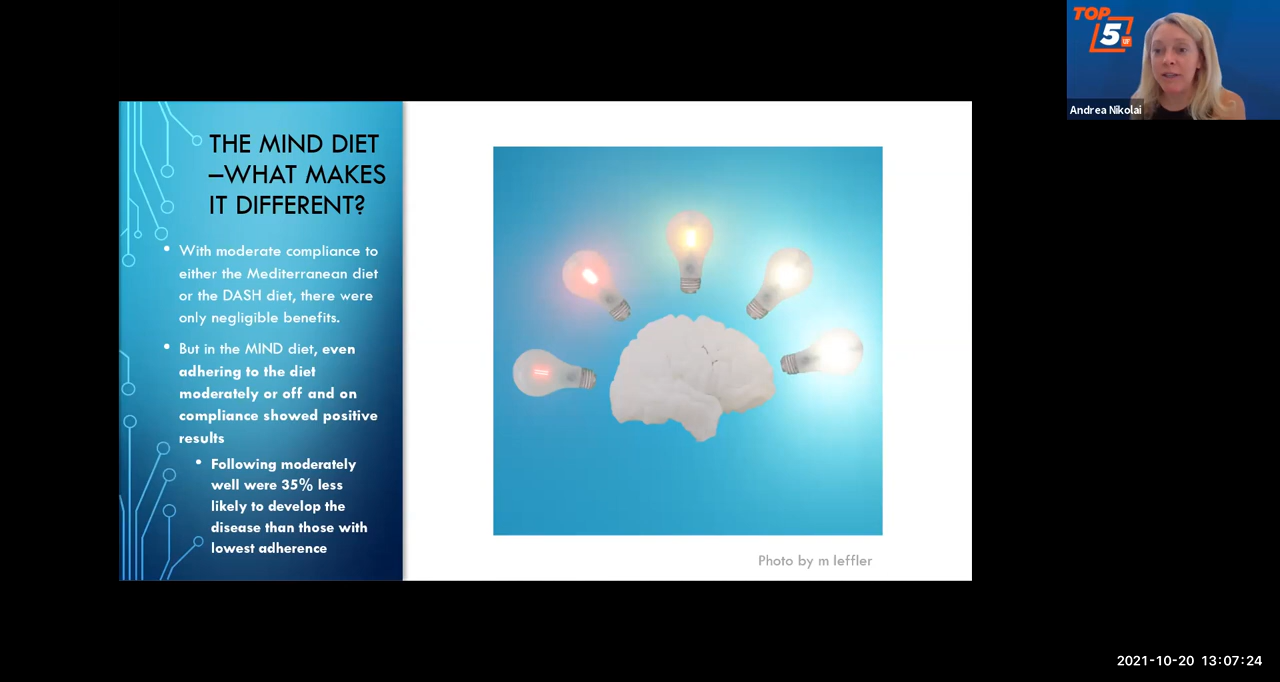 THE MIND DIET
–WHAT MAKES
IT DIFFERENT?
• With moderate compliance to
either the Mediterranean diet
or the DASH diet, there were
only negligible benefits.
• But in the MIND diet, even
adhering to the diet
moderately or off and on
compliance showed positive
results
• Following moderately
well were 35% less
likely to develop the
disease than those with
lowest adherence
Photo by m leffler
TOP
5
UF
Andrea Nikolai
2021-10-20 13:07:24